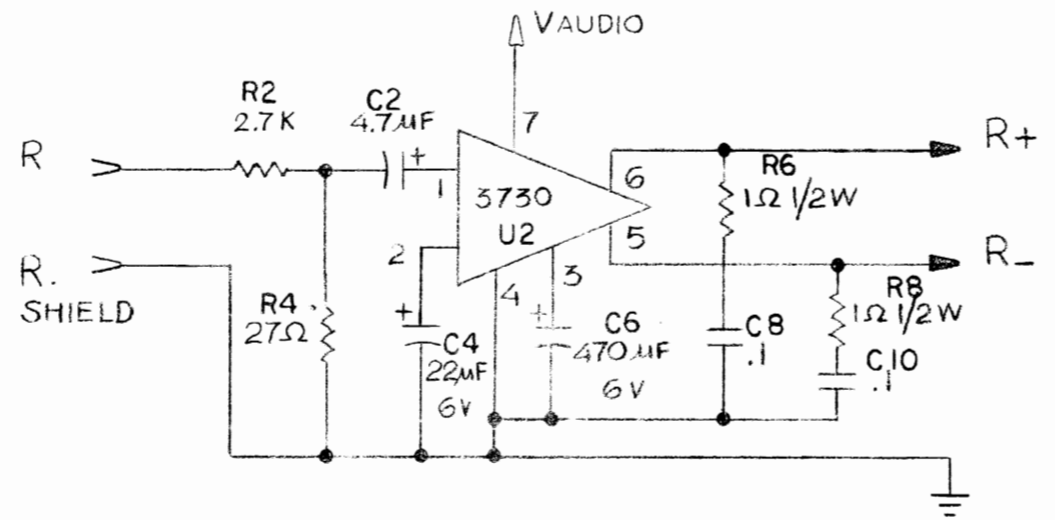 VAUDIO
R2
2.7K
C2
4.7µF
R
+
7
1
3730
U2
6
R+
R6
1Ω 1/2W
2
5
R-
R.
SHIELD
R4
27Ω
+
4
3
+
C4
22µF
6V
C6
470µF
6V
C8
.1
R8
1Ω 1/2W
C10
.1